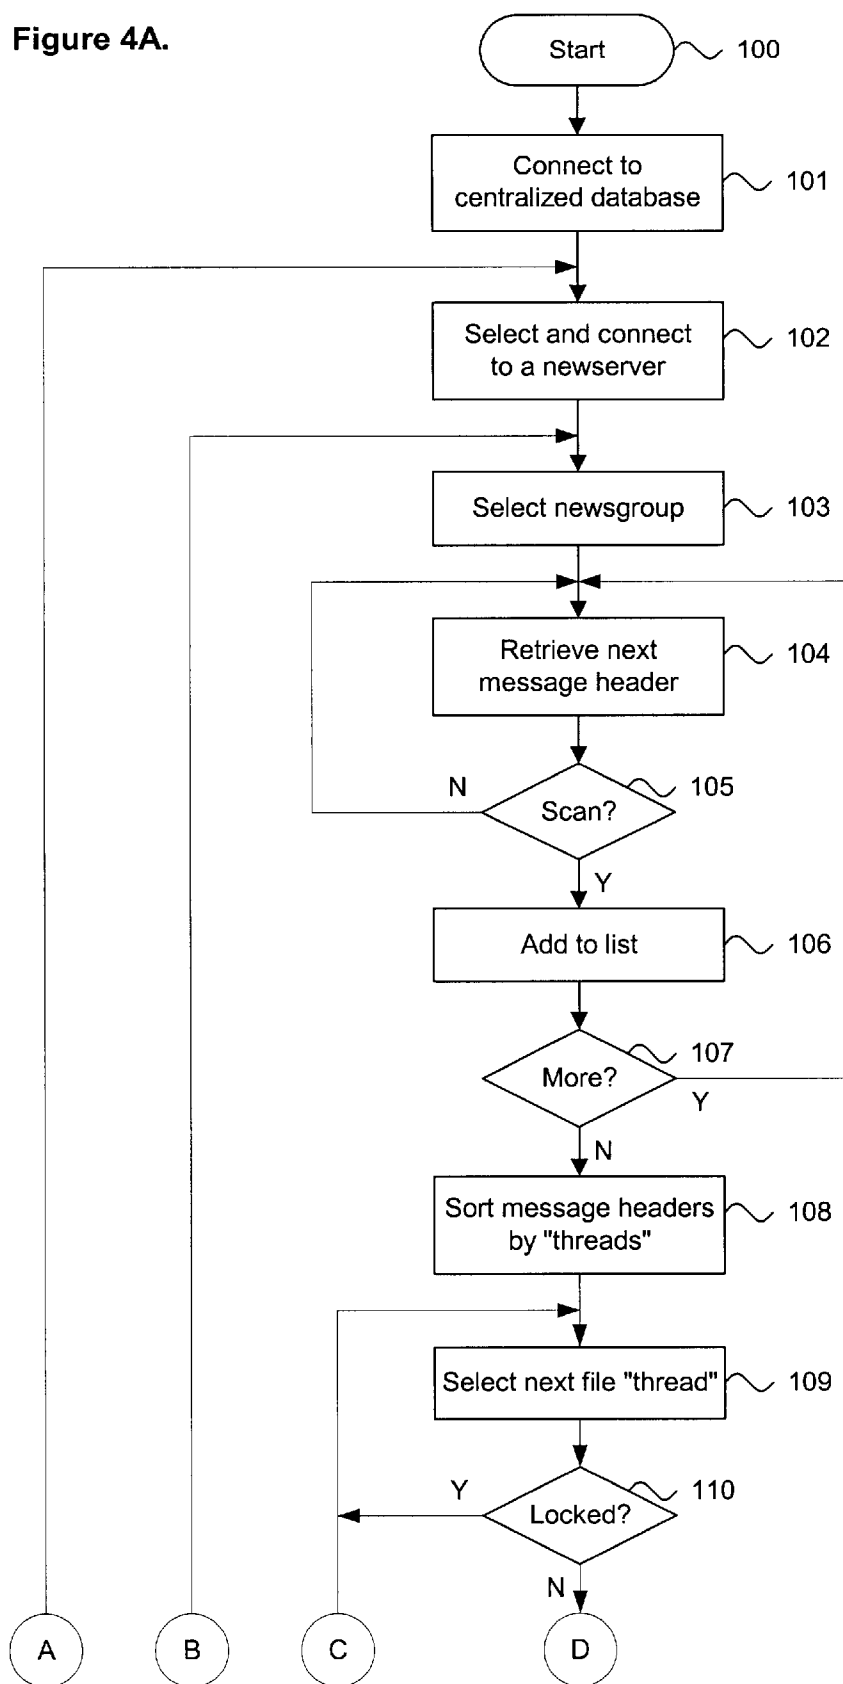 Figure 4A.
Start
100
Connect to
centralized database
101
Select and connect
to a newserver
102
Select newsgroup
103
Retrieve next
message header
104
N
105
Scan?
Y
Add to list
106
107
More?
Y
N
Sort message headers
by "threads"
108
Select next file "thread"
109
Y
110
Locked?
N
A
B
C
D